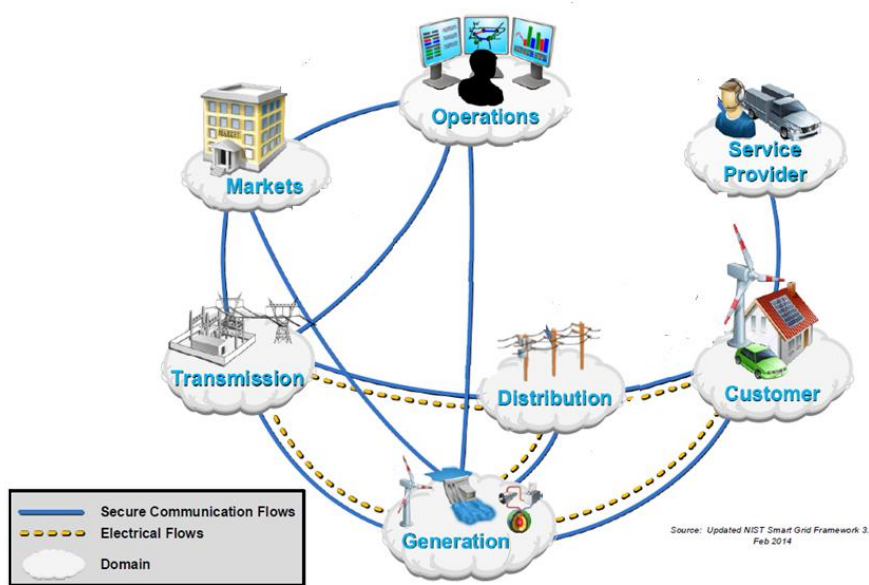 Operations
Markets
MARKET
Service
Provider
Transmission
Distribution
Customer
Generation
Secure Communication Flows
Electrical Flows
Domain
Source: Updated NIST Smart Grid Framework 3.
Feb 2014